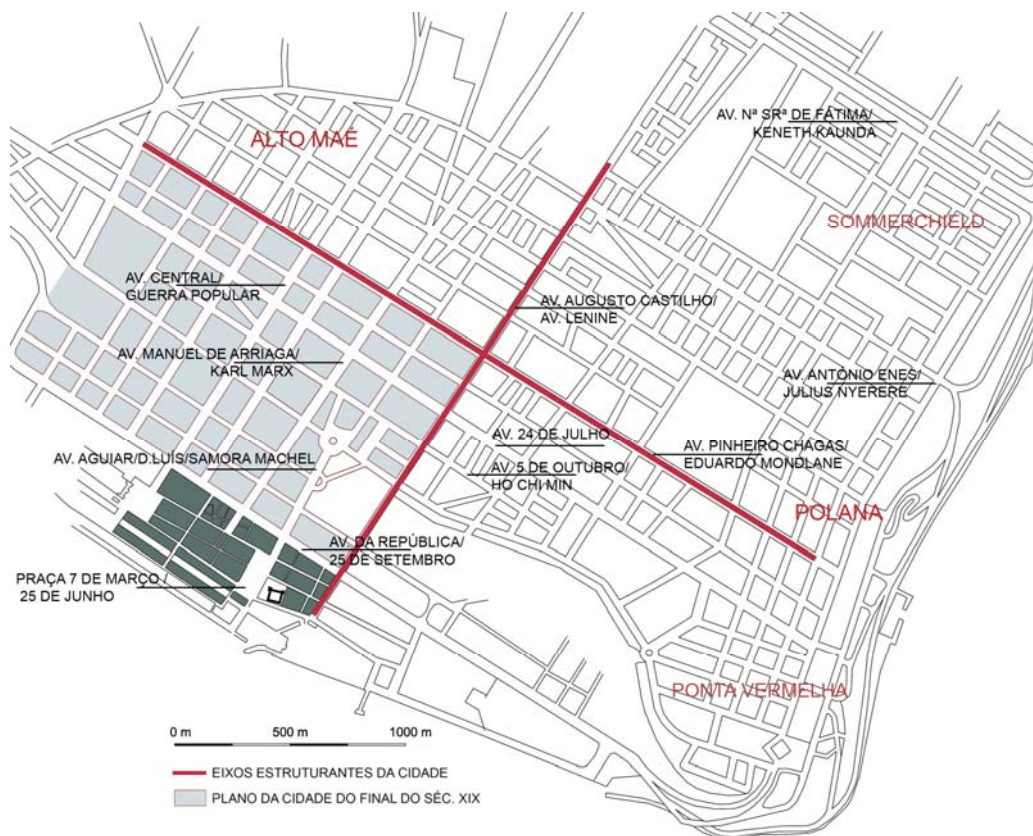 AV. Nª SRª DE FÁTIMA/
KENETH KAUNDA
ALTO MAÉ
SOMMERCHIELD
AV. CENTRAL/
GUERRA POPULAR
AV. AUGUSTO CASTILHO/
AV. LENINE
AV. MANUEL DE ARRIAGA/
KARL MARX
AV. ANTÓNIO ENES/
JULIUS NYERERE
AV. 24 DE JULHO
AV. PINHEIRO CHAGAS/
EDUARDO MONDLANE
AV. AGUIAR/D.LUÍS/SAMORA MACHEL
AV. 5 DE OUTUBRO/
HO CHI MIN
POLANA
AV. DA REPÚBLICA/
25 DE SETEMBRO
PRAÇA 7 DE MARÇO /
25 DE JUNHO
PONTA VERMELHA
0 m 500 m 1000 m
EIXOS ESTRUTURANTES DA CIDADE
PLANO DA CIDADE DO FINAL DO SÉC. XIX